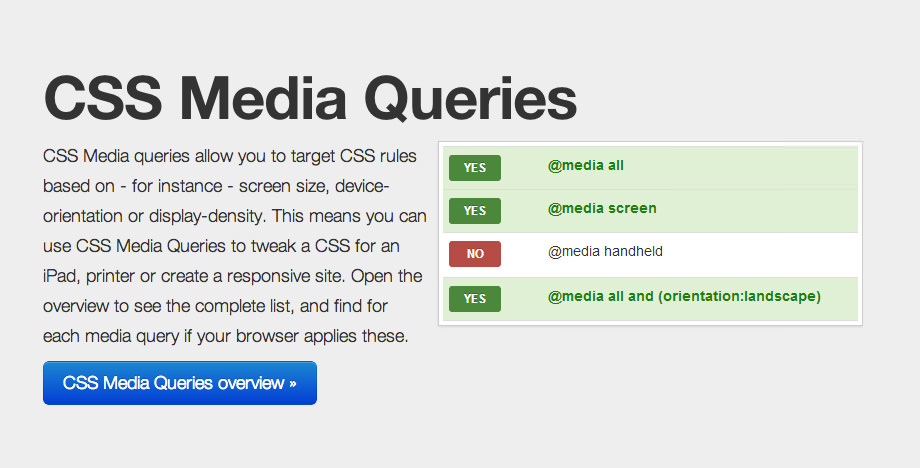 CSS Media Queries
CSS Media queries allow you to target CSS rules
based on - for instance - screen size, device-
orientation or display-density. This means you can
use CSS Media Queries to tweak a CSS for an
iPad, printer or create a responsive site. Open the
overview to see the complete list, and find for
each media query if your browser applies these.
CSS Media Queries overview »
YES @media all
YES @media screen
NO @media handheld
YES @media all and (orientation:landscape)